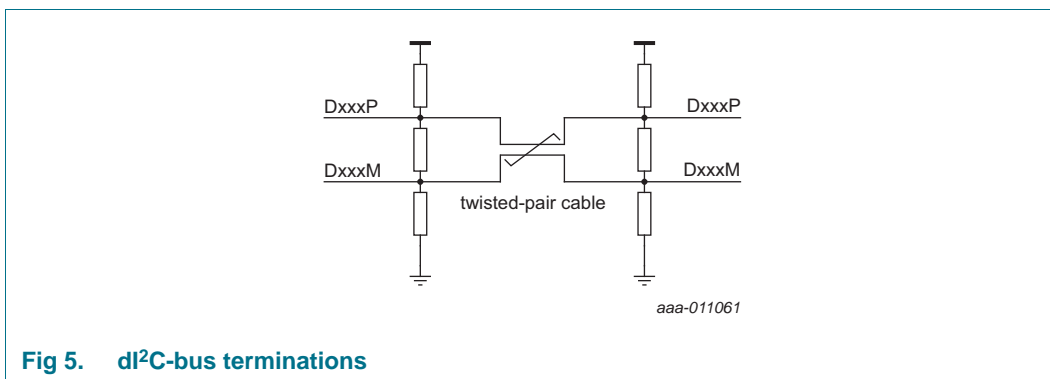 DxxxP DxxxP
DxxxM DxxxM
twisted-pair cable
aaa-011061
Fig 5. dI²C-bus terminations